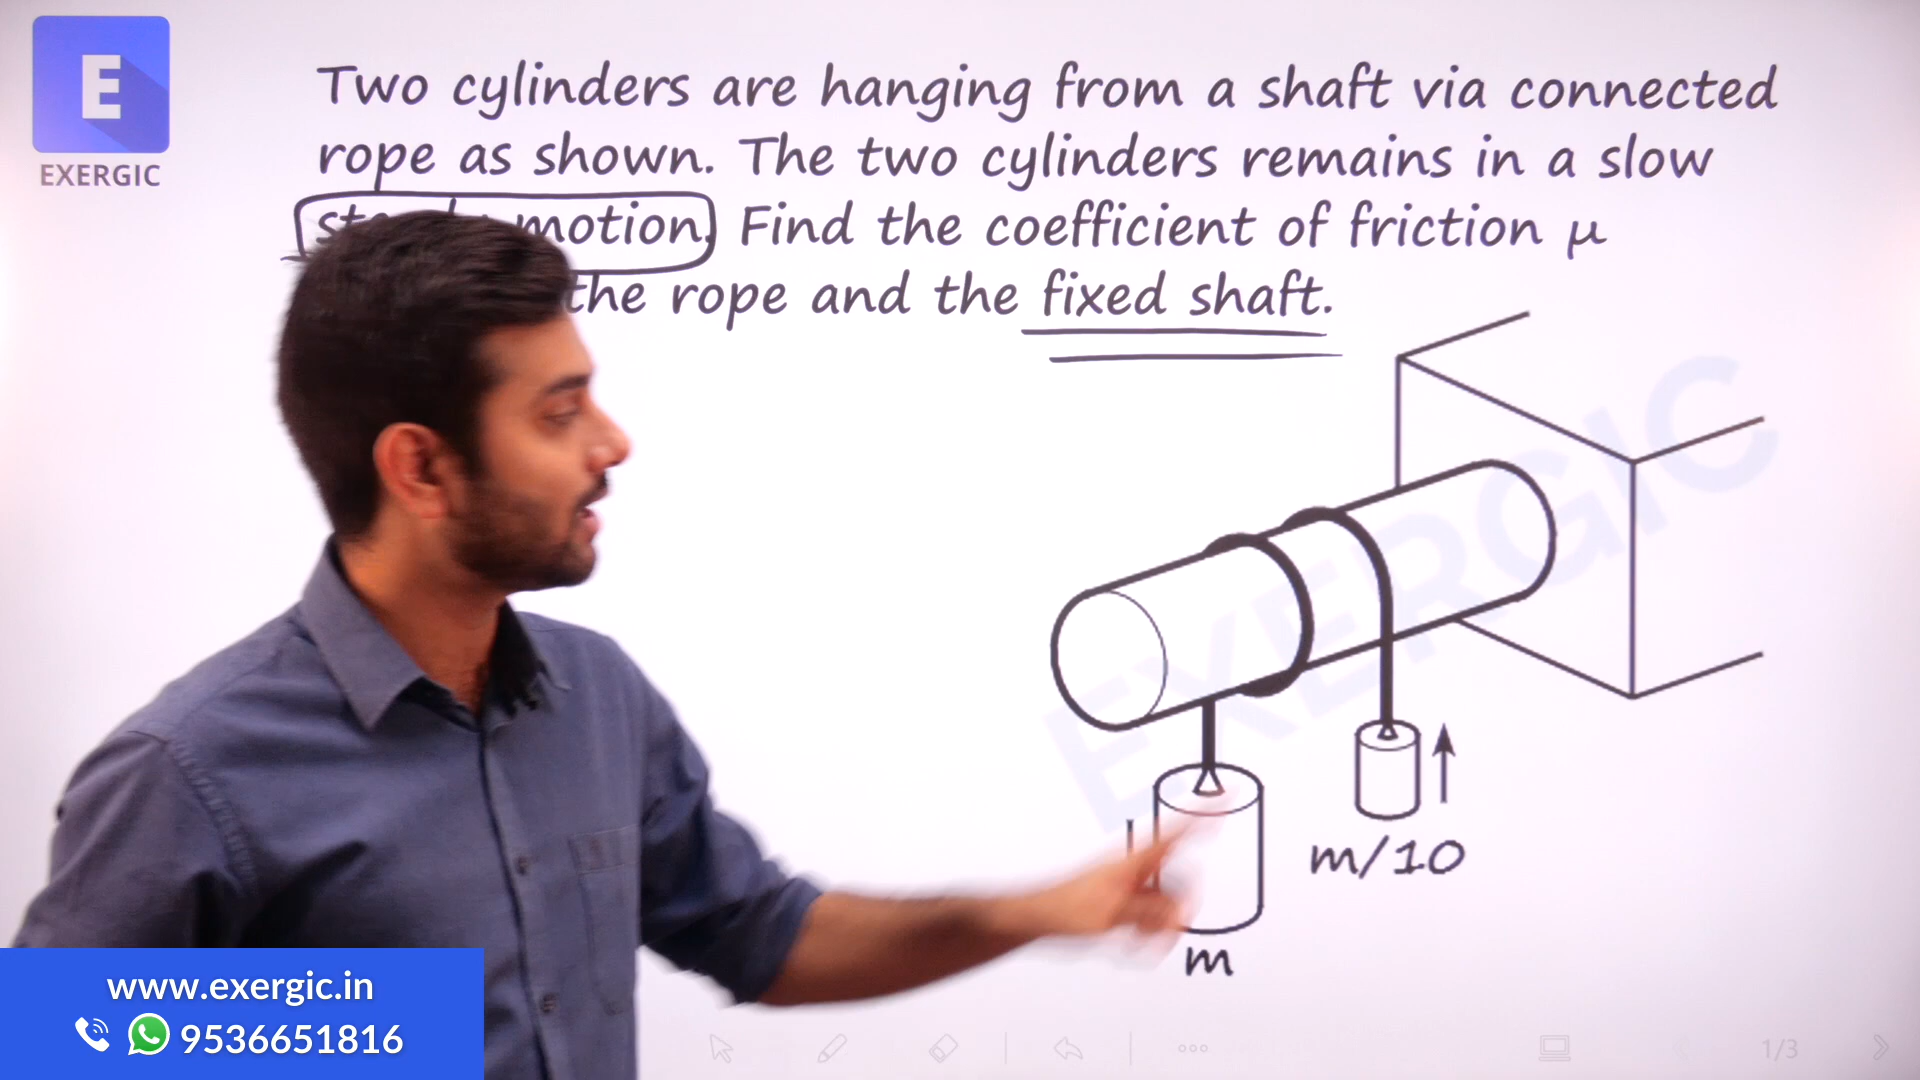 E
EXERGIC
Two cylinders are hanging from a shaft via connected
rope as shown. The two cylinders remains in a slow
motion. Find the coefficient of friction μ
the rope and the fixed shaft.
EXERGIC
m/10
m
www.exergic.in
9536651816
1/3